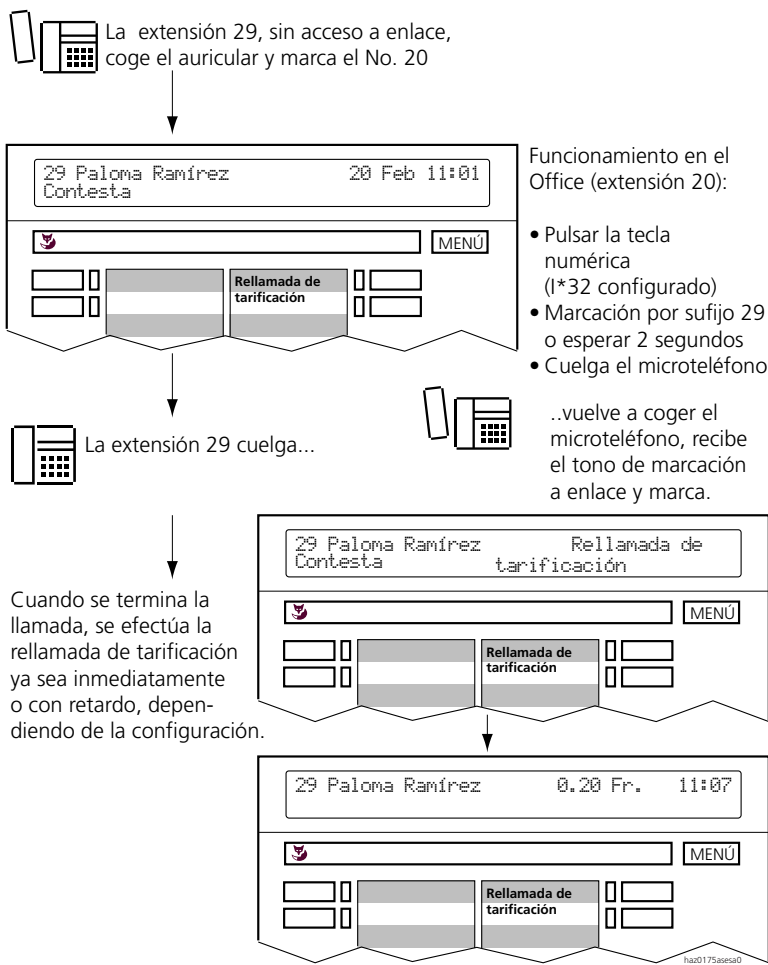 La extensión 29, sin acceso a enlace,
coge el auricular y marca el No. 20
29 Paloma Ramírez 20 Feb 11:01
Contesta
MENÚ
Rellamada de
tarificación
Funcionamiento en el
Office (extensión 20):
• Pulsar la tecla
numérica
(I*32 configurado)
• Marcación por sufijo 29
o esperar 2 segundos
• Cuelga el microteléfono
La extensión 29 cuelga...
..vuelve a coger el
microteléfono, recibe
el tono de marcación
a enlace y marca.
29 Paloma Ramírez Rellamada de
Contesta tarificación
MENÚ
Rellamada de
tarificación
Cuando se termina la
llamada, se efectúa la
rellamada de tarificación
ya sea inmediatamente
o con retardo, depen-
diendo de la configuración.
29 Paloma Ramírez 0.20 Fr. 11:07
MENÚ
Rellamada de
tarificación
haz0175asesa0